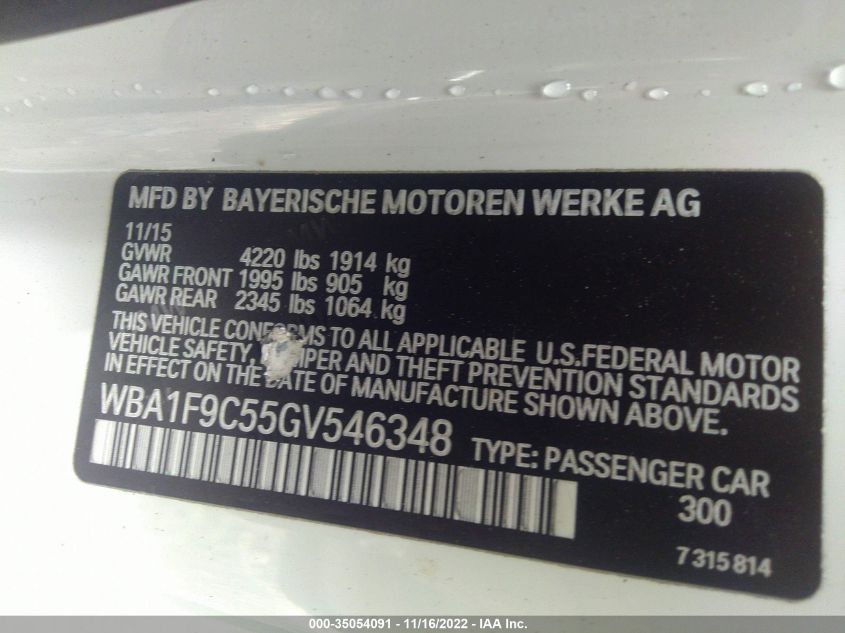 MFD BY BAYERISCHE MOTOREN WERKE AG
11/15
GVWR 4220 lbs 1914 kg
GAWR FRONT 1995 lbs 905 kg
GAWR REAR 2345 lbs 1064 kg
THIS VEHICLE CONFORMS TO ALL APPLICABLE U.S.FEDERAL MOTOR
VEHICLE SAFETY, BUMPER AND THEFT PREVENTION STANDARDS
IN EFFECT ON THE DATE OF MANUFACTURE SHOWN ABOVE.
WBA1F9C55GV546348 TYPE: PASSENGER CAR
300
7315814
000-35054091 - 11/16/2022 - IAA Inc.